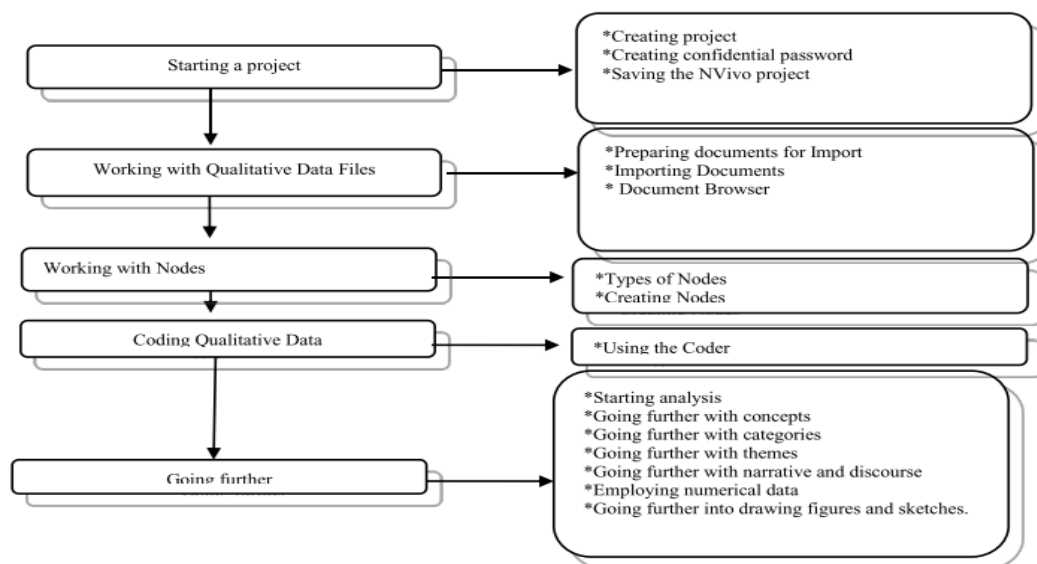 Starting a project
*Creating project
*Creating confidential password
*Saving the NVivo project
Working with Qualitative Data Files
*Preparing documents for Import
*Importing Documents
* Document Browser
Working with Nodes
*Types of Nodes
*Creating Nodes
Coding Qualitative Data
*Using the Coder
Going further
*Starting analysis
*Going further with concepts
*Going further with categories
*Going further with themes
*Going further with narrative and discourse
*Employing numerical data
*Going further into drawing figures and sketches.